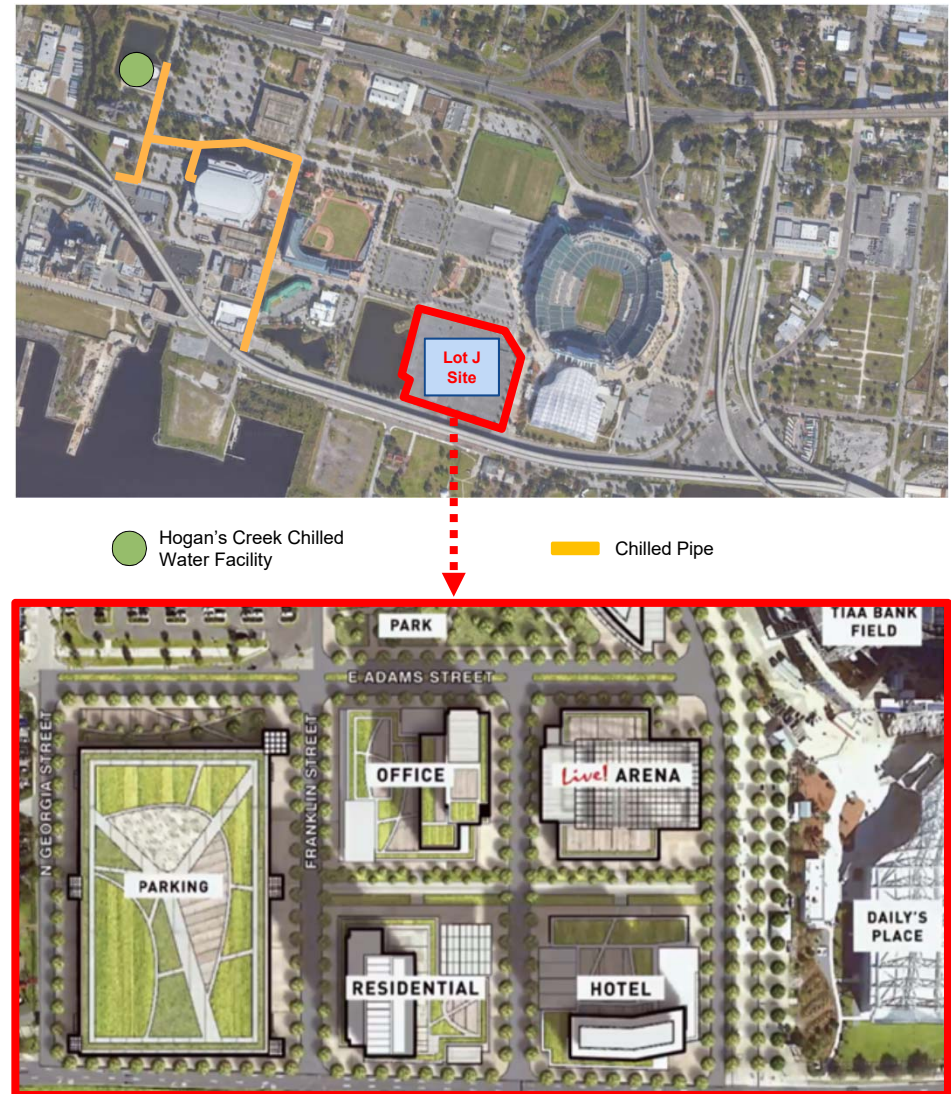 Lot J
Site
Hogan’s Creek Chilled
Water Facility
Chilled Pipe
PARK
TIAA BANK
FIELD
E ADAMS STREET
N GEORGIA STREET
FRANKLIN STREET
OFFICE
Live! ARENA
PARKING
DAILY'S
PLACE
RESIDENTIAL
HOTEL